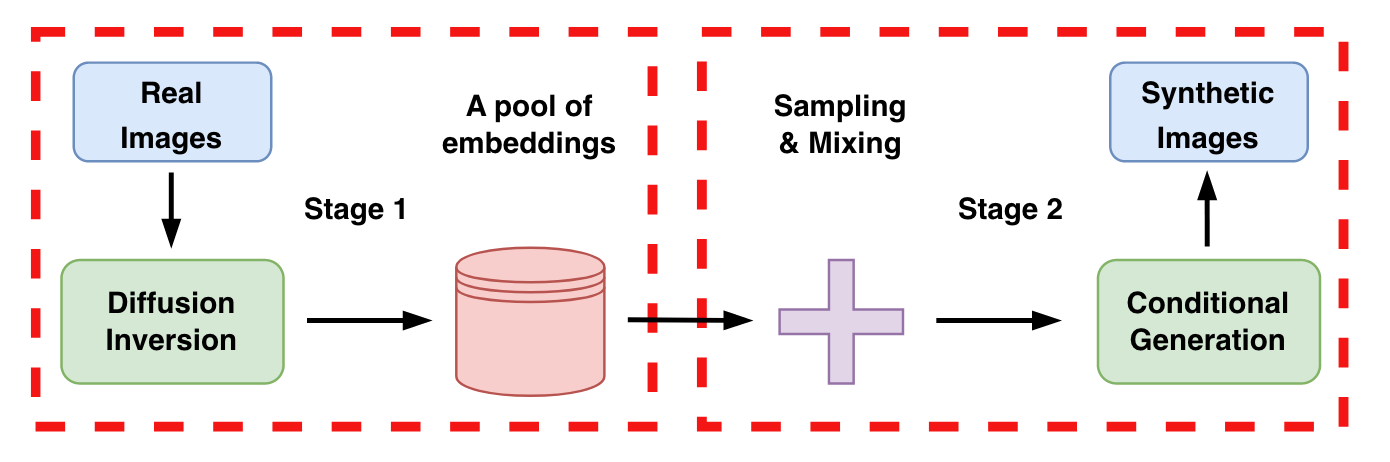 Real
Images
A pool of
embeddings
Stage 1
Diffusion
Inversion
Sampling
& Mixing
Synthetic
Images
Stage 2
Conditional
Generation